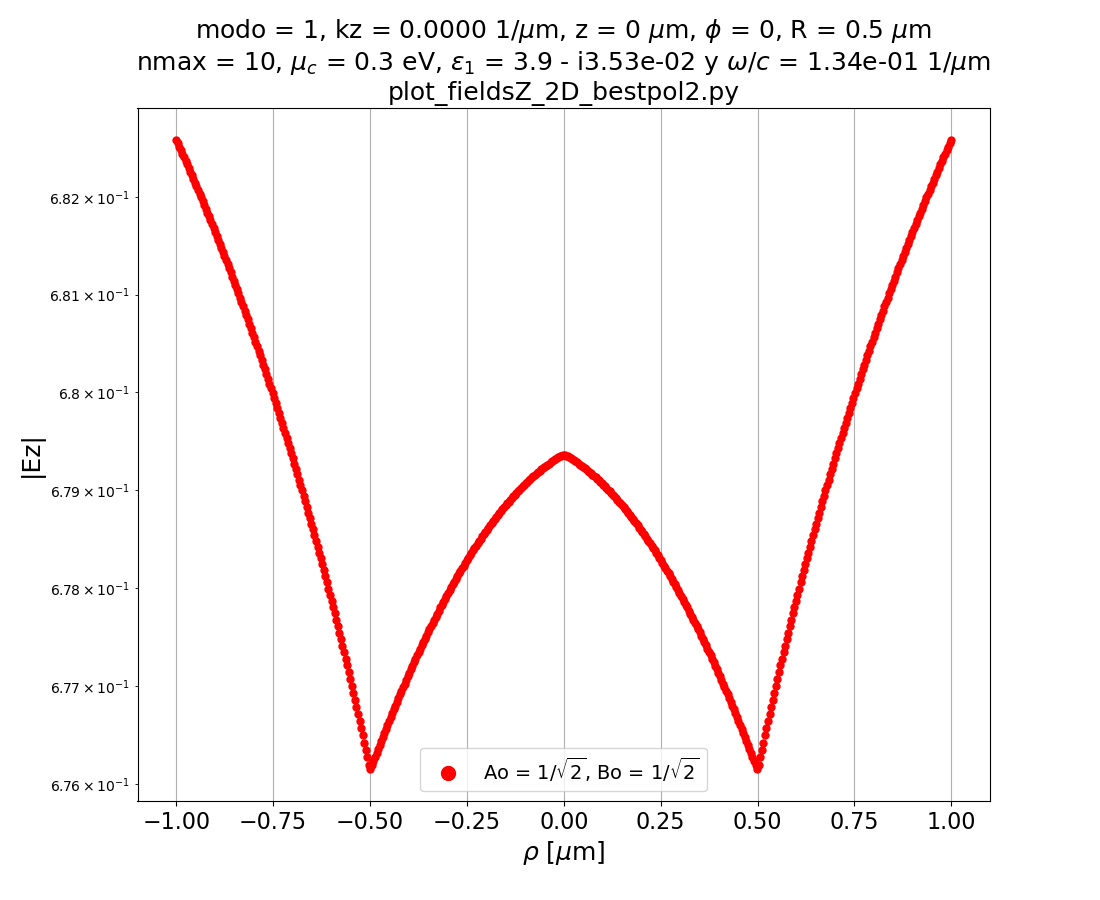 modo = 1, kz = 0.0000 1/μm, z = 0 μm, ϕ = 0, R = 0.5 μm
nmax = 10, μ_c = 0.3 eV, ε_1 = 3.9 - i3.53e-02 y ω/c = 1.34e-01 1/μm
plot_fieldsZ_2D_bestpol2.py
|Ez|
6.82 × 10^{-1}
6.81 × 10^{-1}
6.8 × 10^{-1}
6.79 × 10^{-1}
6.78 × 10^{-1}
6.77 × 10^{-1}
6.76 × 10^{-1}
Ao = 1/√2, Bo = 1/√2
−1.00 −0.75 −0.50 −0.25 0.00 0.25 0.50 0.75 1.00
ρ [μm]